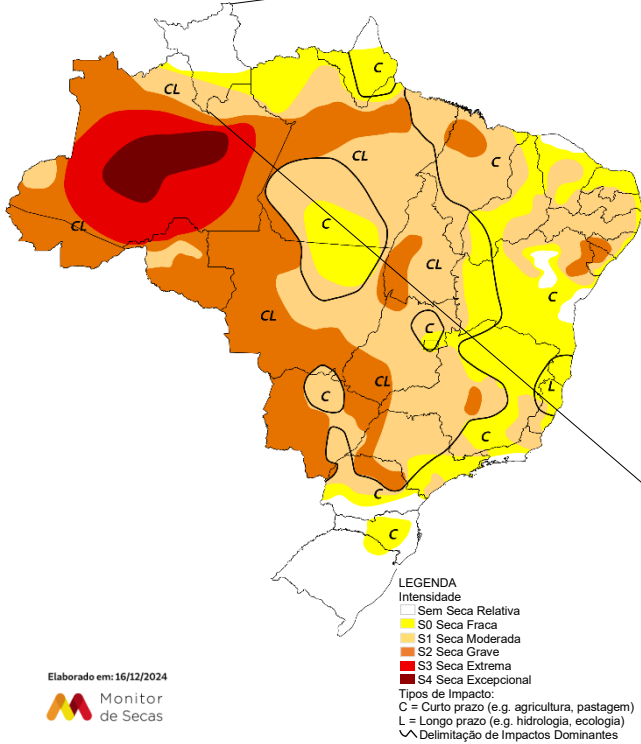 C
CL
CL
C
C
CL
CL
C
CL
C
CL
L
C
C
C
C
LEGENDA
Intensidade
Sem Seca Relativa
S0 Seca Fraca
S1 Seca Moderada
S2 Seca Grave
S3 Seca Extrema
S4 Seca Excepcional
Tipos de Impacto:
C = Curto prazo (e.g. agricultura, pastagem)
L = Longo prazo (e.g. hidrologia, ecologia)
Delimitação de Impactos Dominantes
Elaborado em: 16/12/2024
Monitor
de Secas